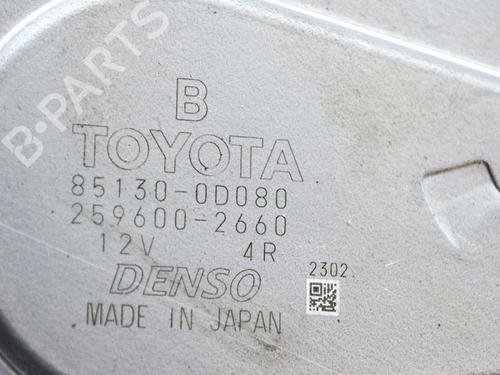 B-PARTS
B
TOYOTA
85130-0D080
259600-2660
12V 4R
DENSO 2302
MADE IN JAPAN